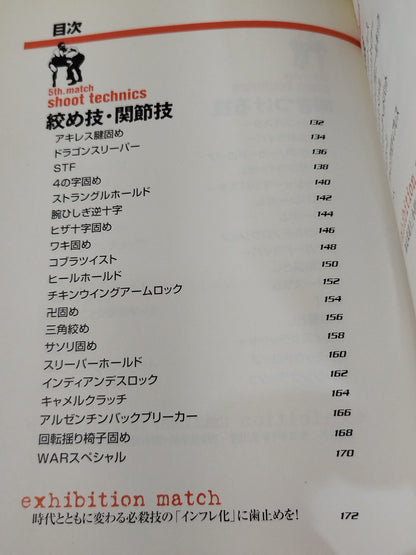 目次
5th.match
shoot technics
絞め技・関節技
アキレス腱固め 132
ドラゴンスリーパー 134
STF 136
4の字固め 138
ストラングルホールド 140
腕ひしぎ逆十字 142
ヒザ十字固め 144
ワキ固め 146
コブラツイスト 148
ヒールホールド 150
チキンウイングアームロック 152
卍固め 154
三角絞め 156
サソリ固め 158
スリーパーホールド 160
インディアンデスロック 162
キャメルクラッチ 164
アルゼンチンバックブリーカー 166
回転揺り椅子固め 168
WARスペシャル 170
exhibition match
時代とともに変わる必殺技の「インフレ化」に歯止めを! 172